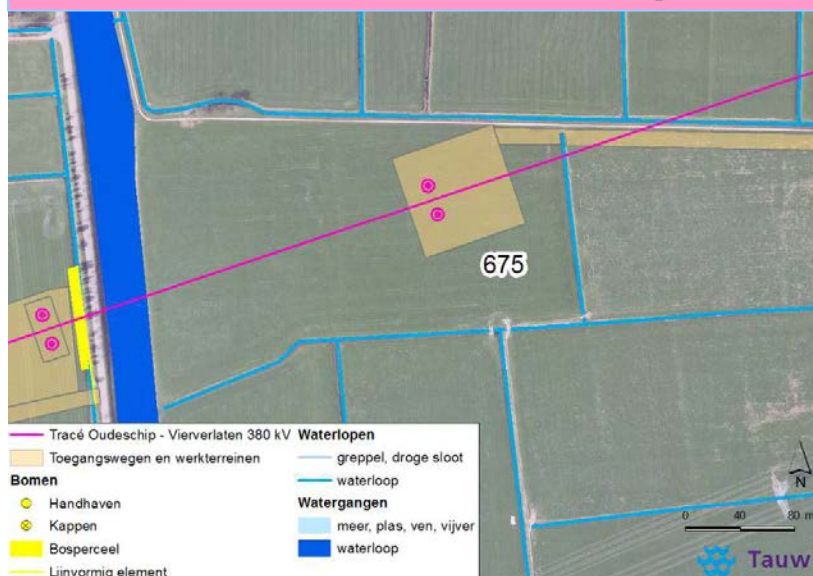 675
Tracé Oudeschip - Vierverlaten 380 kV
Toegangswegen en werkterreinen
Bomen
Handhaven
Kappen
Bosperceel
Lijnvormig element
Waterlopen
greppel, droge sloot
waterloop
Watergangen
meer, plas, ven, vijver
waterloop
N
0 40 80 m
Tauw